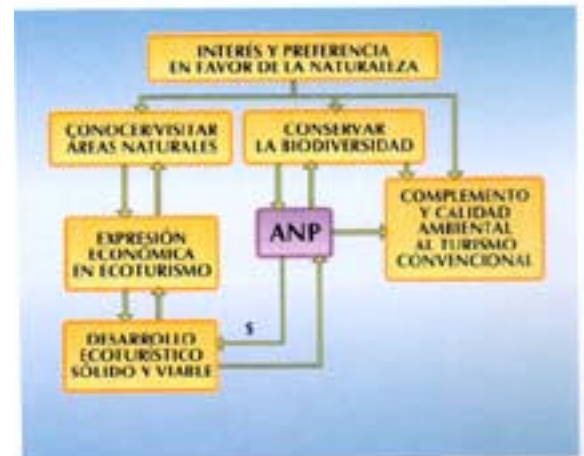 INTERÉS Y PREFERENCIA
EN FAVOR DE LA NATURALEZA
CONOCER/VISITAR
ÁREAS NATURALES
CONSERVAR
LA BIODIVERSIDAD
EXPRESIÓN
ECONÓMICA
EN ECOTURISMO
ANP
COMPLEMENTO
Y CALIDAD
AMBIENTAL
AL TURISMO
CONVENCIONAL
$
DESARROLLO
ECOTURÍSTICO
SÓLIDO Y VIABLE